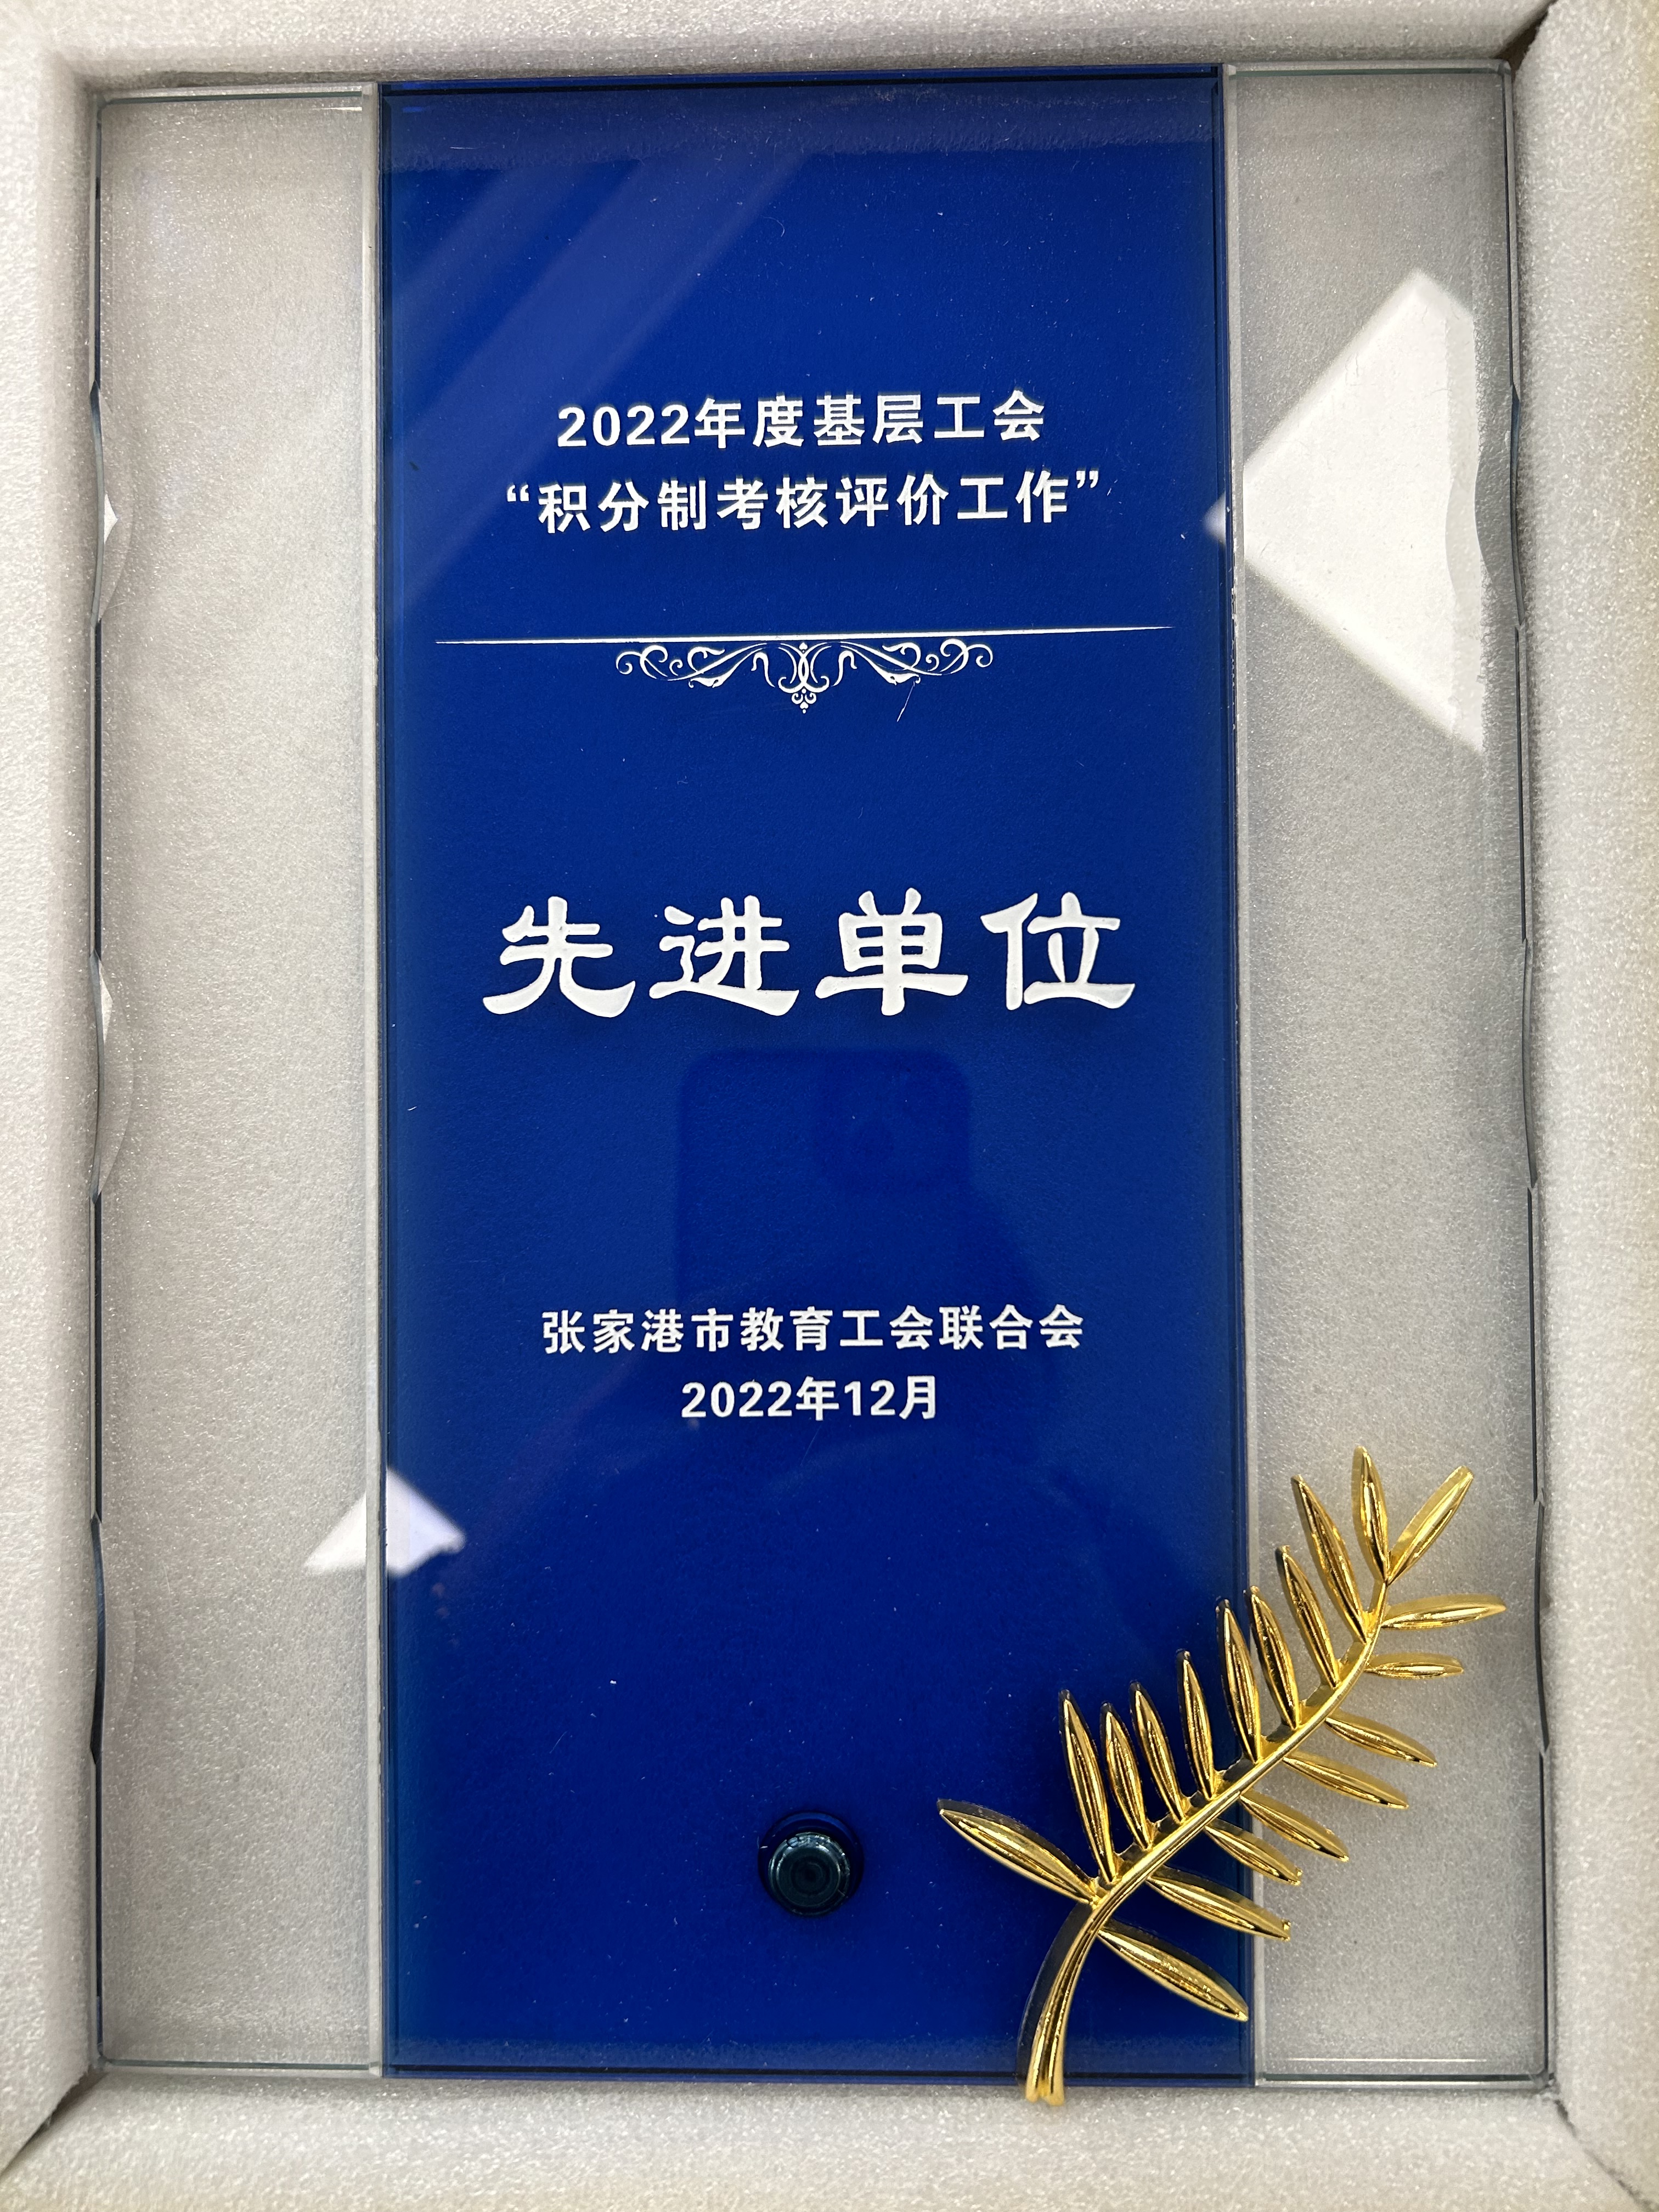 2022年度基层工会
“积分制考核评价工作”
先进单位
张家港市教育工会联合会
2022年12月